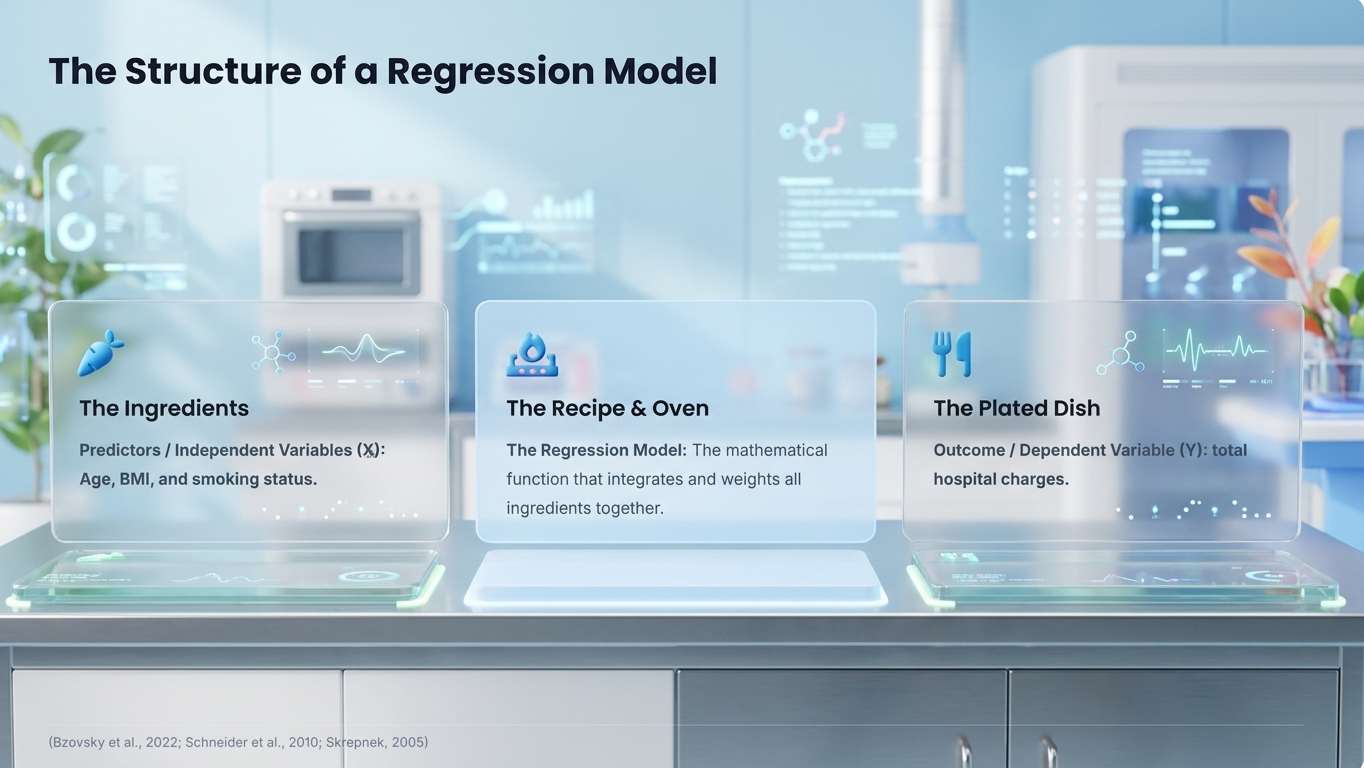 The Structure of a Regression Model
The Ingredients
Predictors / Independent Variables (X):
Age, BMI, and smoking status.
The Recipe & Oven
The Regression Model: The mathematical
function that integrates and weights all
ingredients together.
The Plated Dish
Outcome / Dependent Variable (Y): total
hospital charges.
(Bzovsky et al., 2022; Schneider et al., 2010; Skrepnek, 2005)